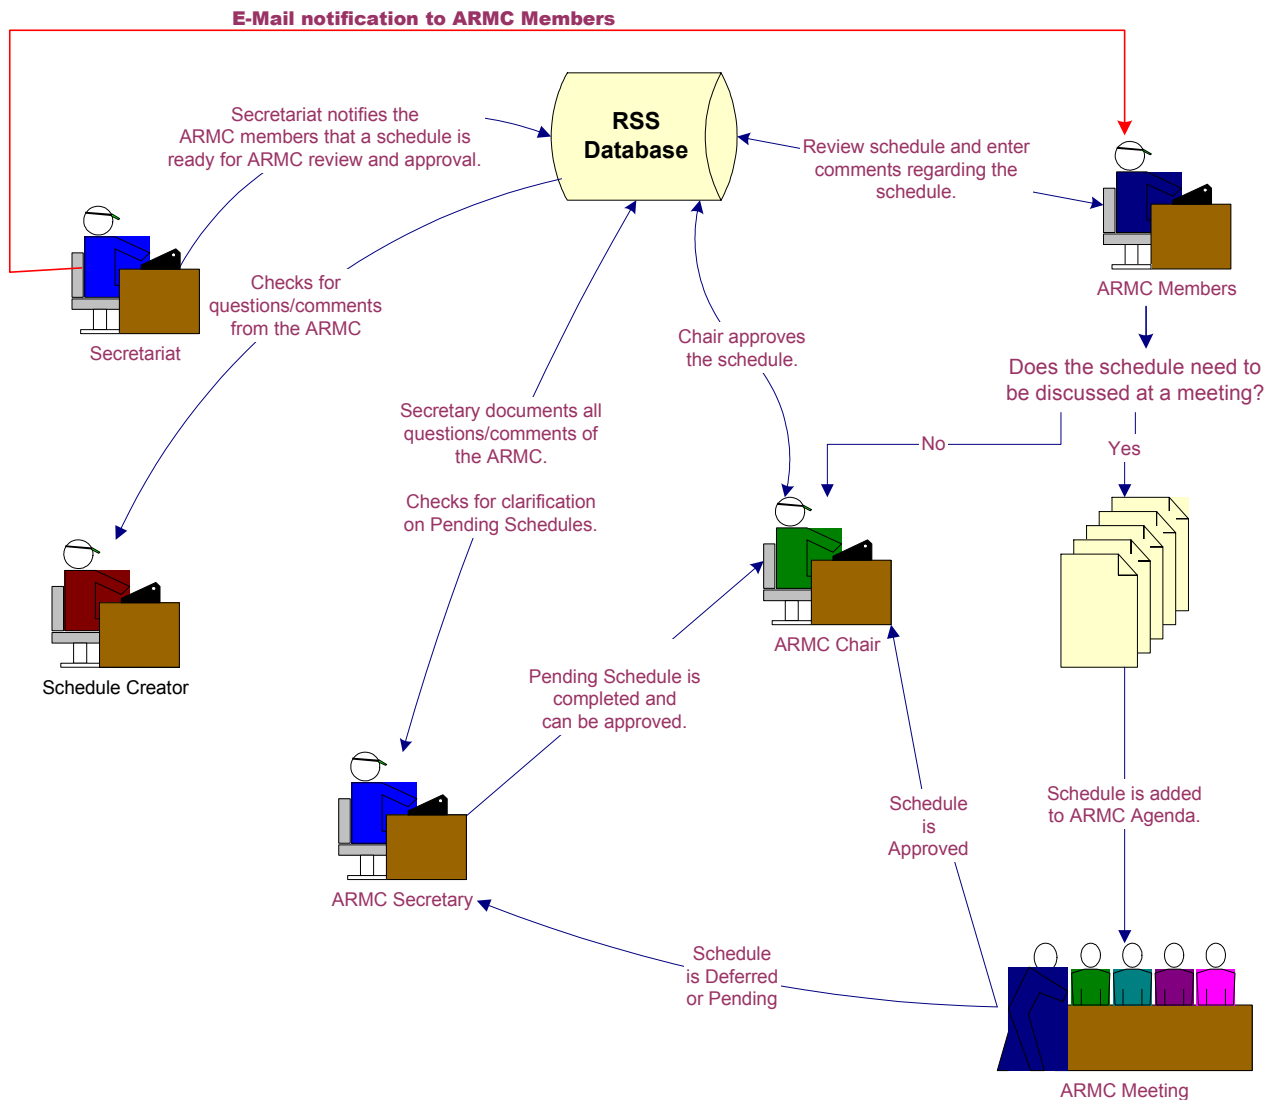 E-Mail notification to ARMC Members
Secretariat notifies the
ARMC members that a schedule is
ready for ARMC review and approval.
RSS
Database
Review schedule and enter
comments regarding the
schedule.
ARMC Members
Secretariat
Checks for
questions/comments
from the ARMC
Chair approves
the schedule.
Does the schedule need to
be discussed at a meeting?
No
Yes
Secretary documents all
questions/comments of
the ARMC.
Checks for clarification
on Pending Schedules.
Schedule Creator
ARMC Chair
Pending Schedule is
completed and
can be approved.
Schedule
is
Approved
Schedule is added
to ARMC Agenda.
ARMC Secretary
Schedule
is Deferred
or Pending
ARMC Meeting